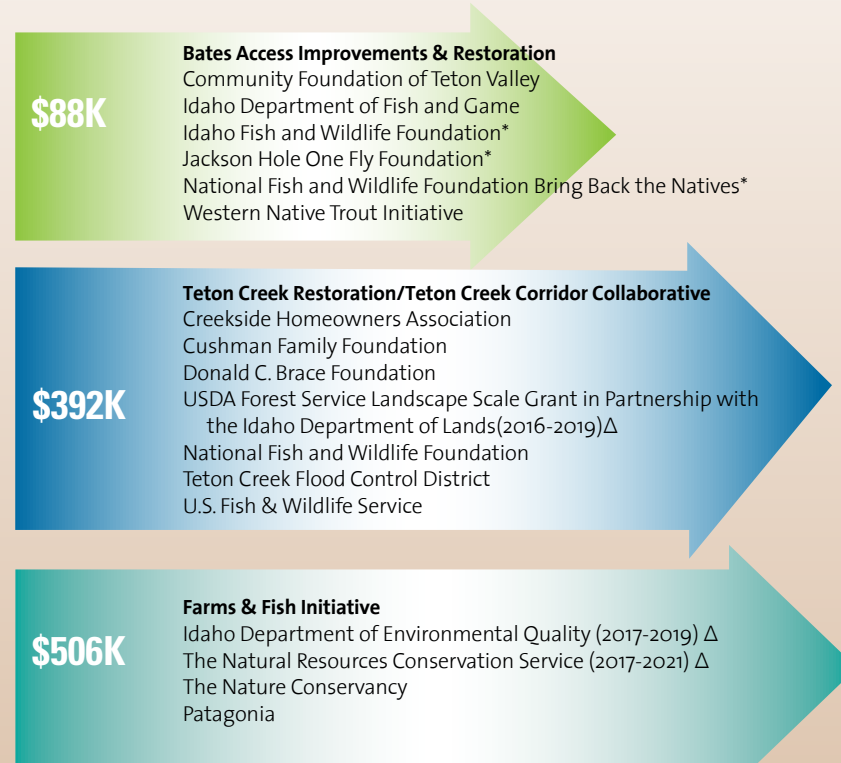 $88K
Bates Access Improvements & Restoration
Community Foundation of Teton Valley
Idaho Department of Fish and Game
Idaho Fish and Wildlife Foundation*
Jackson Hole One Fly Foundation*
National Fish and Wildlife Foundation Bring Back the Natives*
Western Native Trout Initiative
$392K
Teton Creek Restoration/Teton Creek Corridor Collaborative
Creekside Homeowners Association
Cushman Family Foundation
Donald C. Brace Foundation
USDA Forest Service Landscape Scale Grant in Partnership with
the Idaho Department of Lands(2016-2019)Δ
National Fish and Wildlife Foundation
Teton Creek Flood Control District
U.S. Fish & Wildlife Service
$506K
Farms & Fish Initiative
Idaho Department of Environmental Quality (2017-2019) Δ
The Natural Resources Conservation Service (2017-2021) Δ
The Nature Conservancy
Patagonia